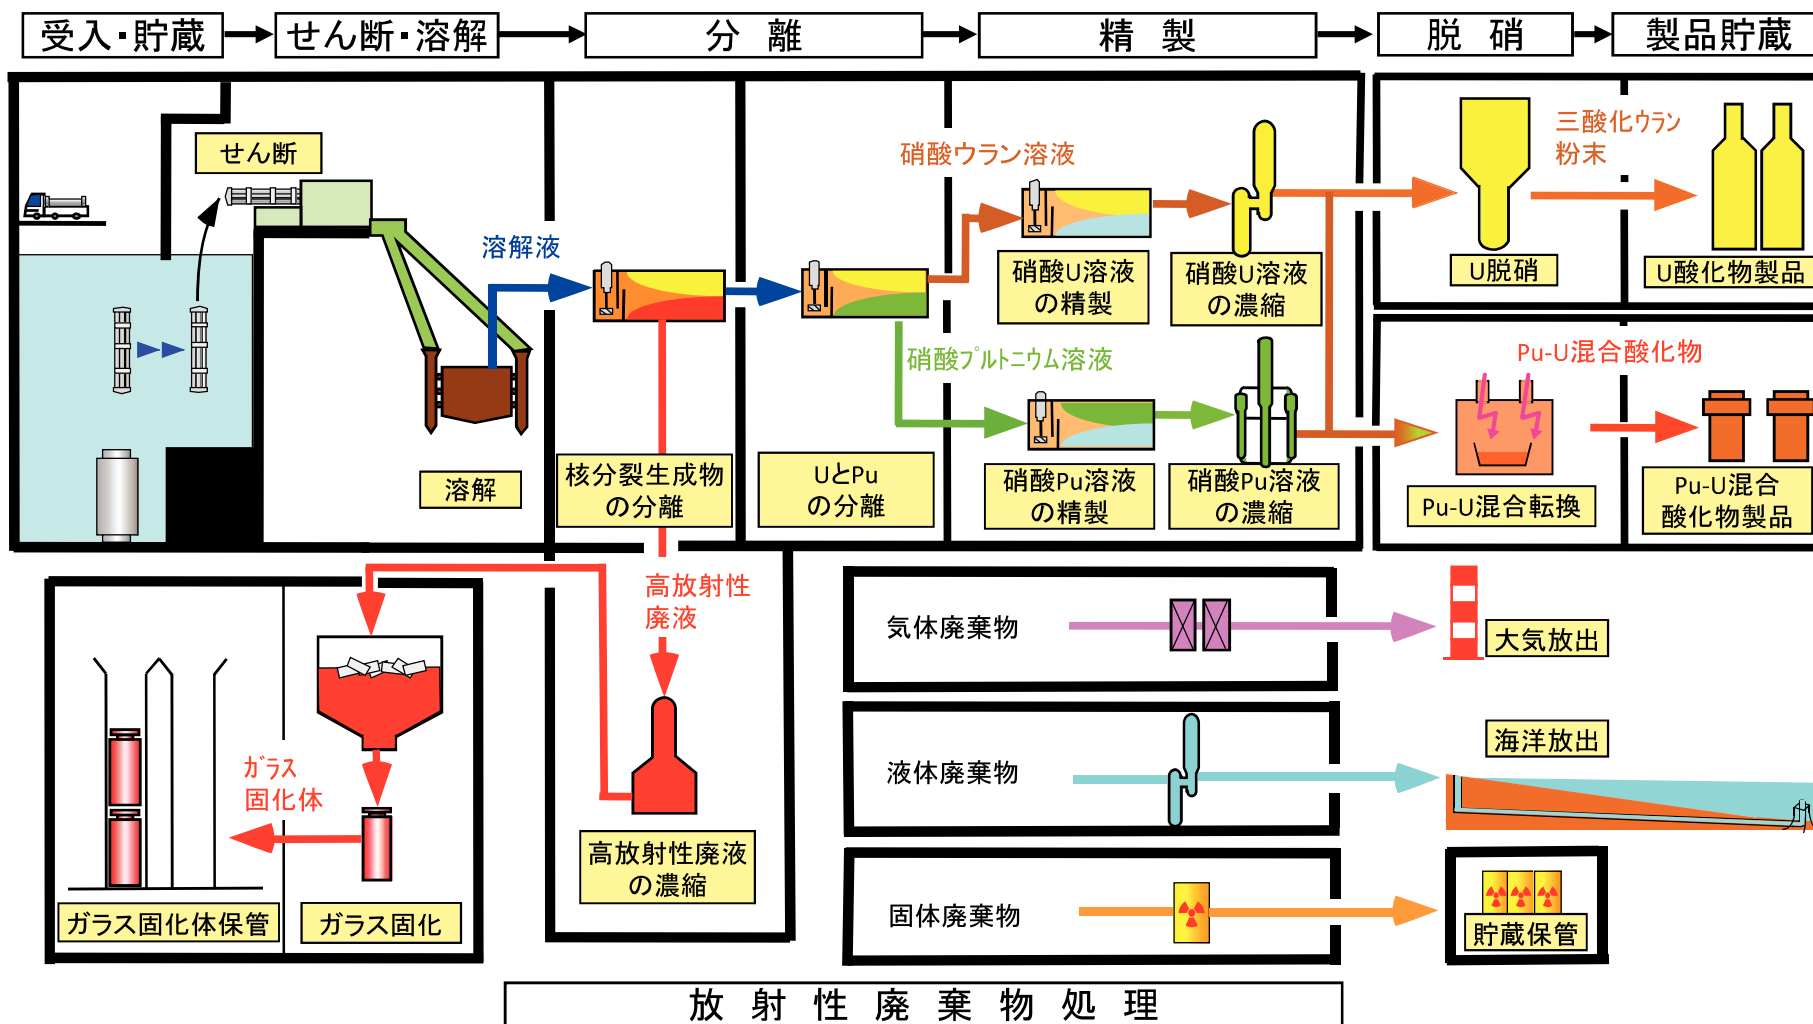 受入・貯蔵
せん断・溶解
分離
精製
脱硝
製品貯蔵
せん断
溶解液
溶解
核分裂生成物
の分離
UとPu
の分離
硝酸ウラン溶液
硝酸U溶液
の精製
硝酸U溶液
の濃縮
硝酸プルトニウム溶液
硝酸Pu溶液
の精製
硝酸Pu溶液
の濃縮
三酸化ウラン
粉末
U脱硝
U酸化物製品
Pu-U混合酸化物
Pu-U混合転換
Pu-U混合
酸化物製品
高放射性
廃液
高放射性廃液
の濃縮
ガラス
固化体
ガラス固化体保管
ガラス固化
気体廃棄物
大気放出
液体廃棄物
海洋放出
固体廃棄物
貯蔵保管
放射性廃棄物処理